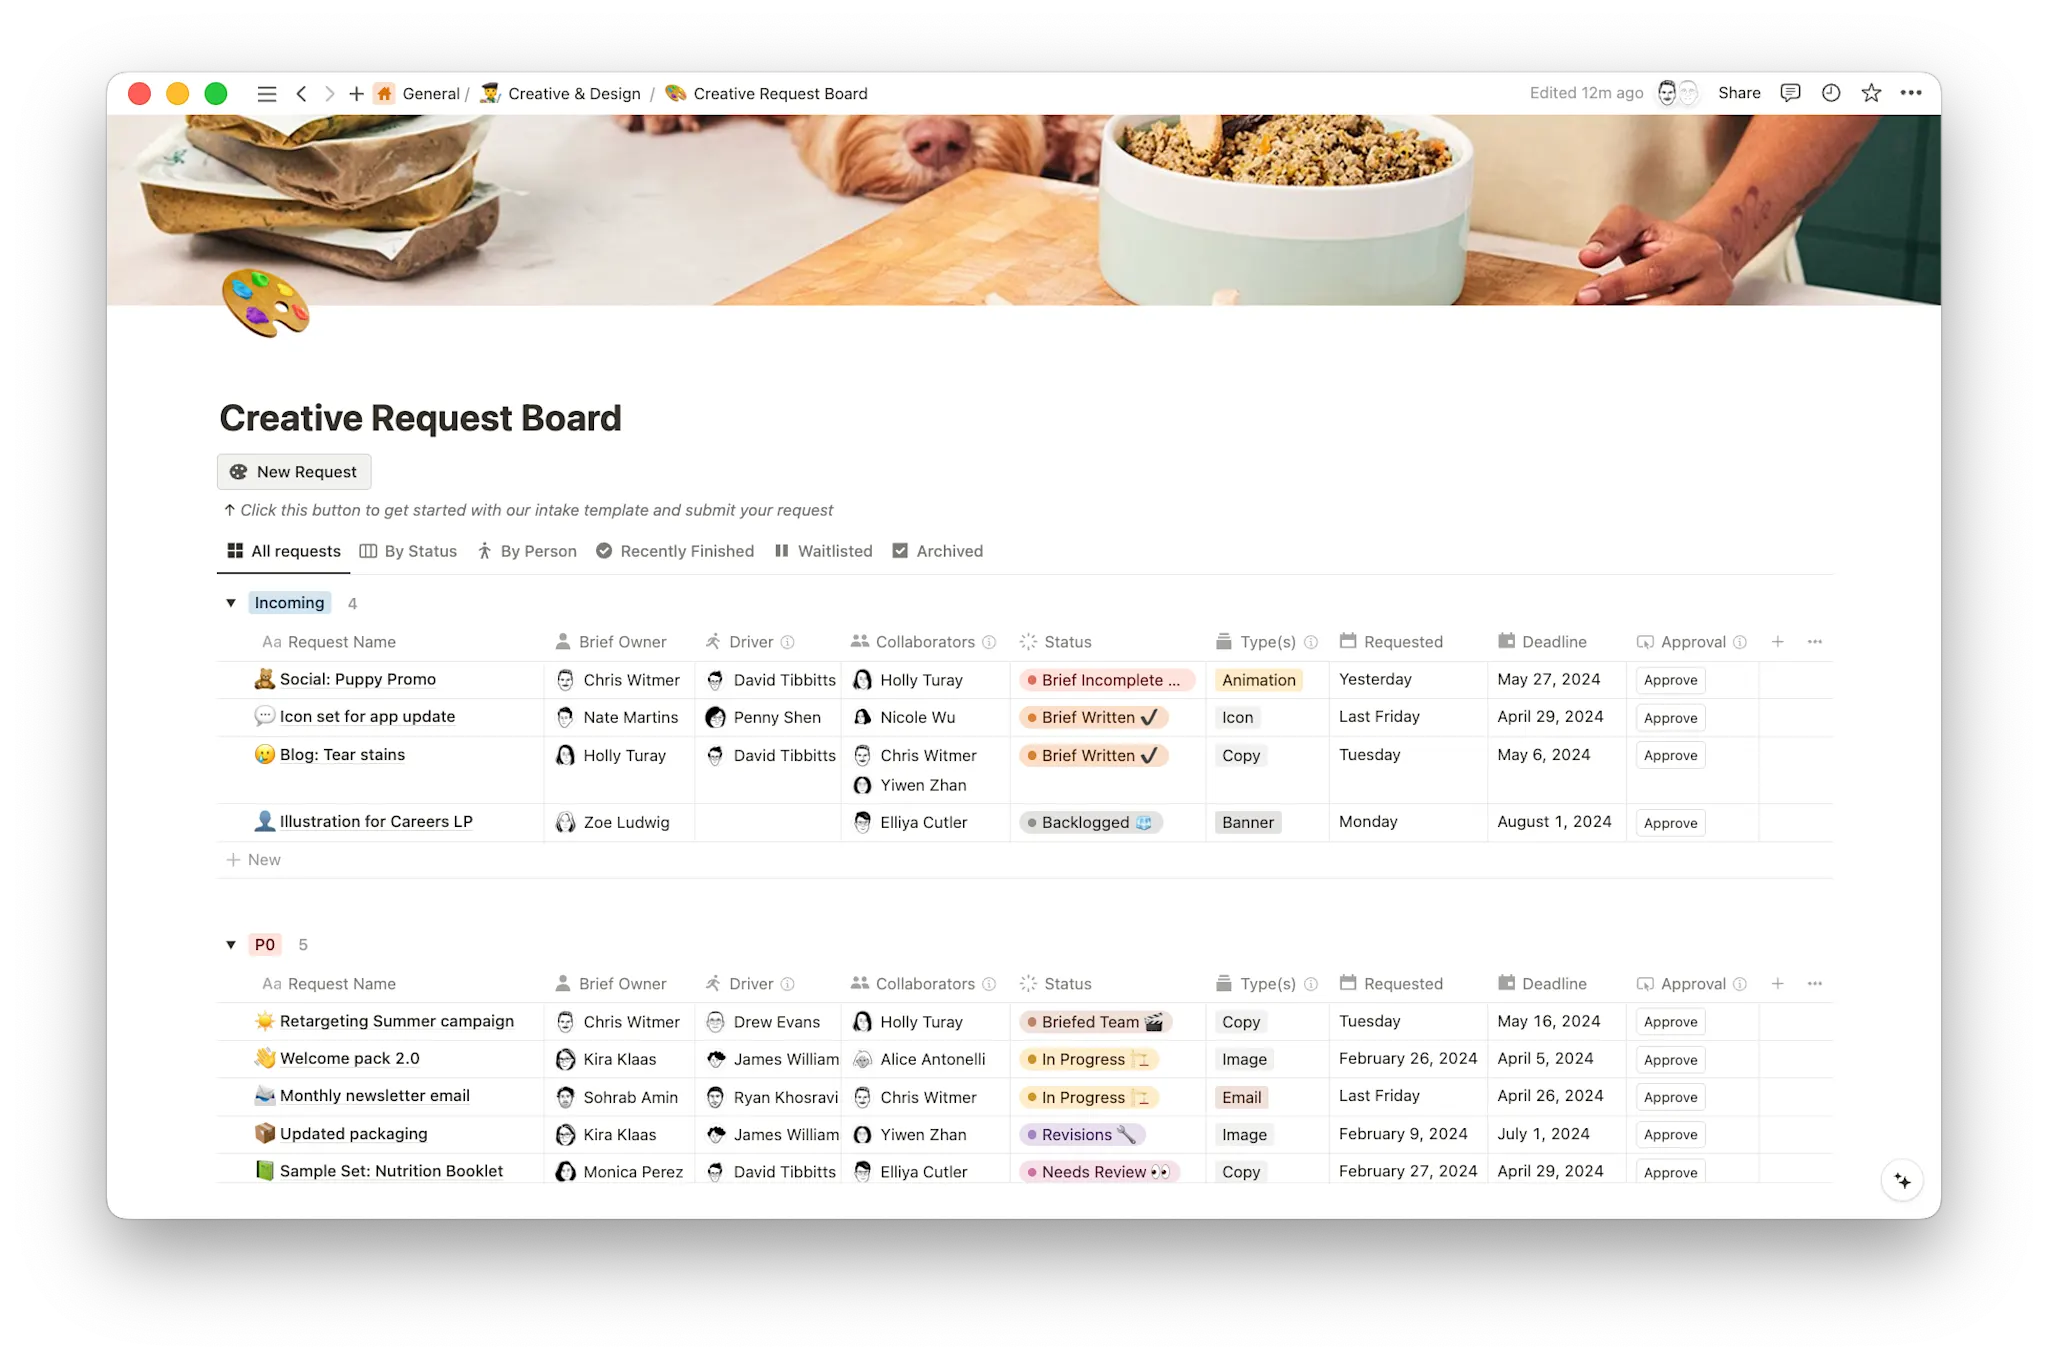 General / Creative & Design / Creative Request Board Edited 12m ago Share
Creative Request Board
New Request
↑ Click this button to get started with our intake template and submit your request
All requests By Status By Person Recently Finished Waitlisted Archived
Incoming 4
Aa Request Name Brief Owner Driver Collaborators Status Type(s) Requested Deadline Approval
Social: Puppy Promo Chris Witmer David Tibbitts Holly Turay Brief Incomplete ... Animation Yesterday May 27, 2024 Approve
Icon set for app update Nate Martins Penny Shen Nicole Wu Brief Written ✔ Icon Last Friday April 29, 2024 Approve
Blog: Tear stains Holly Turay David Tibbitts Chris Witmer Brief Written ✔ Copy Tuesday May 6, 2024 Approve
Yiwen Zhan
Illustration for Careers LP Zoe Ludwig Elliya Cutler Backlogged Banner Monday August 1, 2024 Approve
+ New
P0 5
Aa Request Name Brief Owner Driver Collaborators Status Type(s) Requested Deadline Approval
Retargeting Summer campaign Chris Witmer Drew Evans Holly Turay Briefed Team Copy Tuesday May 16, 2024 Approve
Welcome pack 2.0 Kira Klaas James William Alice Antonelli In Progress Image February 26, 2024 April 5, 2024 Approve
Monthly newsletter email Sohrab Amin Ryan Khosravi Chris Witmer In Progress Email Last Friday April 26, 2024 Approve
Updated packaging Kira Klaas James William Yiwen Zhan Revisions Image February 9, 2024 July 1, 2024 Approve
Sample Set: Nutrition Booklet Monica Perez David Tibbitts Elliya Cutler Needs Review Copy February 27, 2024 April 29, 2024 Approve